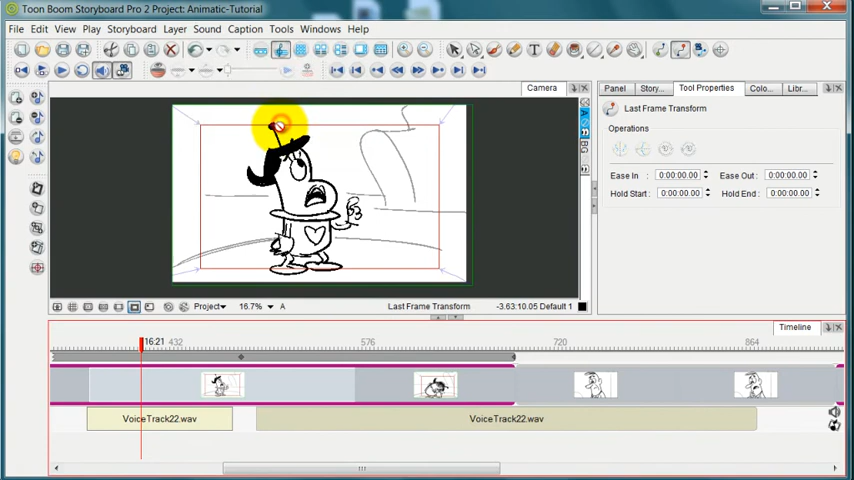 Toon Boom Storyboard Pro 2 Project: Animatic-Tutorial
File Edit View Play Storyboard Layer Sound Caption Tools Windows Help
Camera
Panel Story... Tool Properties Colo... Libr...
Last Frame Transform
Operations
Ease In : 0:00:00.00 Ease Out : 0:00:00.00
Hold Start : 0:00:00.00 Hold End : 0:00:00.00
A
BG
Project 16.7% A Last Frame Transform -3.63:10.05 Default 1
Timeline
16:21 432 576 720 864
VoiceTrack22.wav VoiceTrack22.wav